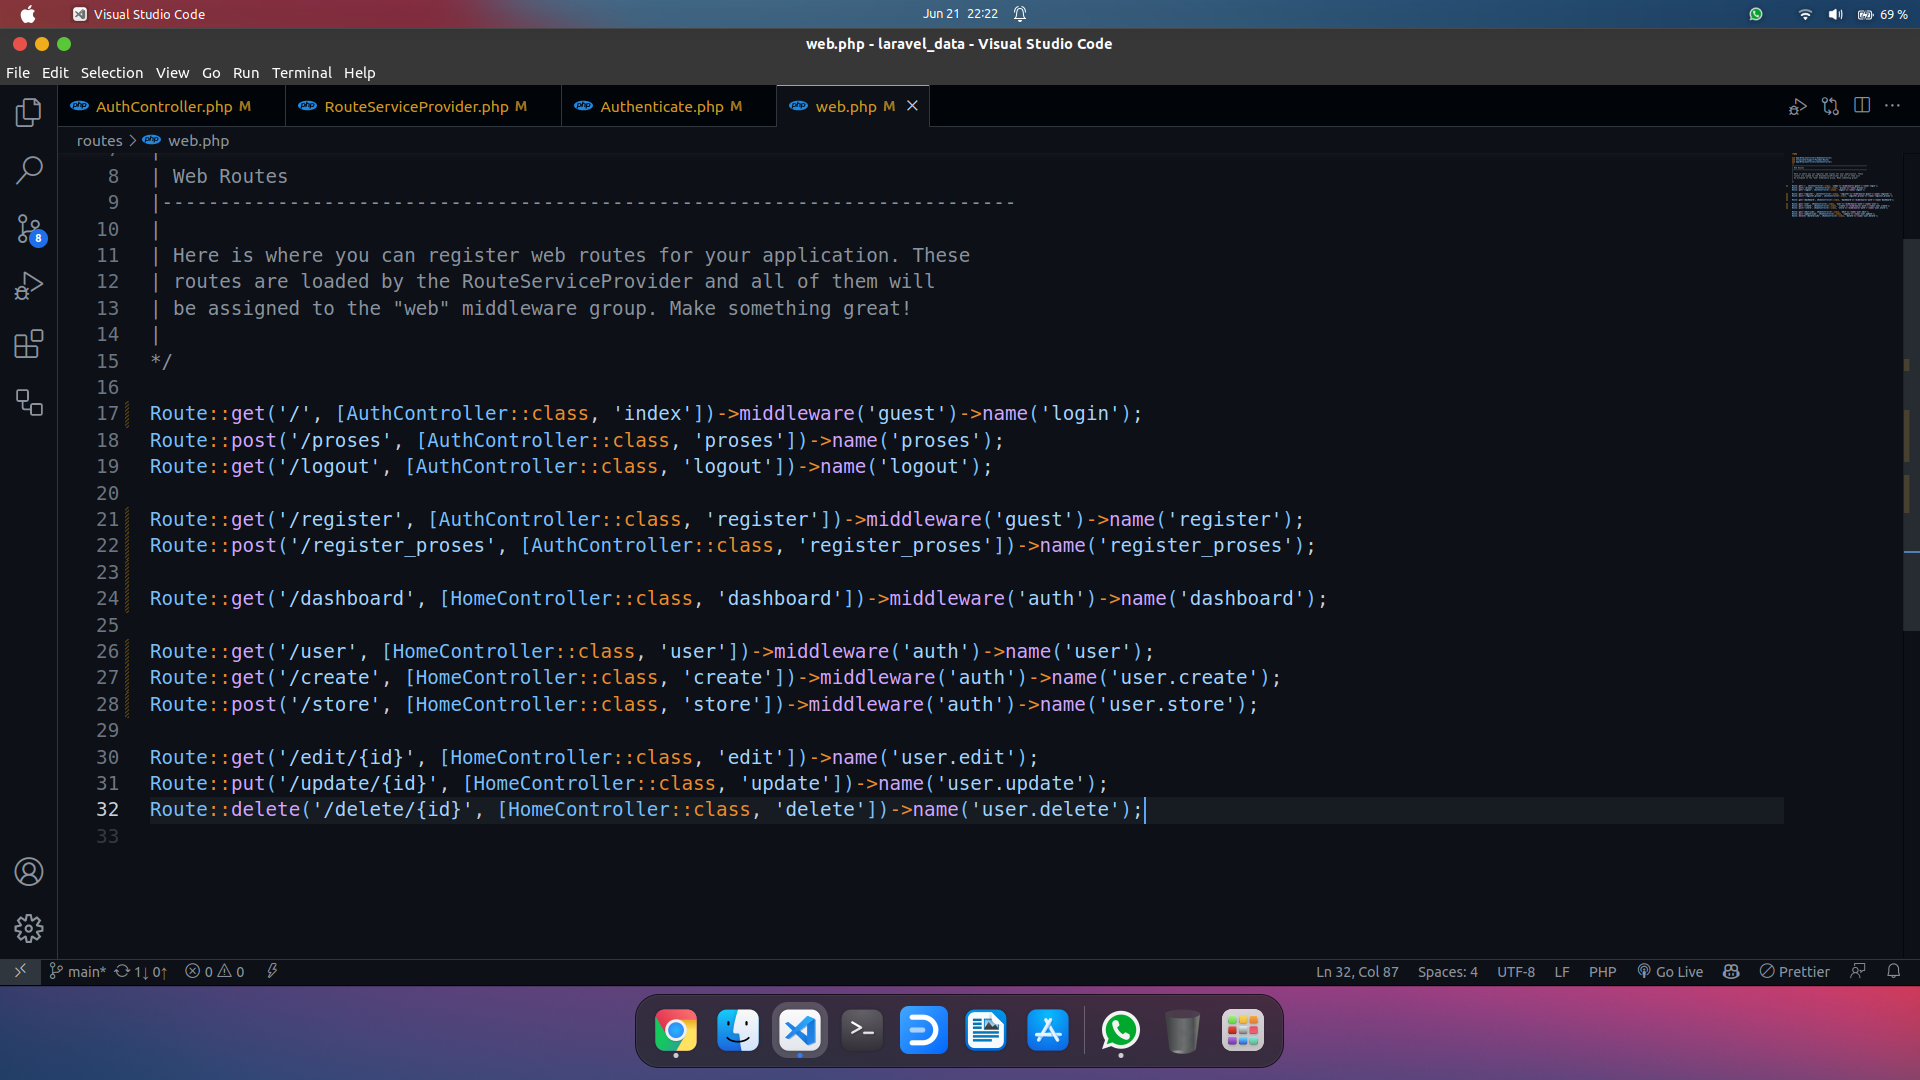 Visual Studio Code
Jun 21 22:22
69 %
web.php - laravel_data - Visual Studio Code
File Edit Selection View Go Run Terminal Help
php AuthController.php M
php RouteServiceProvider.php M
php Authenticate.php M
php web.php M
routes > php web.php
8 | Web Routes
9 |--------------------------------------------------------------------------
10 |
11 | Here is where you can register web routes for your application. These
12 | routes are loaded by the RouteServiceProvider and all of them will
13 | be assigned to the "web" middleware group. Make something great!
14 |
15 */
16
17 Route::get('/', [AuthController::class, 'index'])->middleware('guest')->name('login');
18 Route::post('/proses', [AuthController::class, 'proses'])->name('proses');
19 Route::get('/logout', [AuthController::class, 'logout'])->name('logout');
20
21 Route::get('/register', [AuthController::class, 'register'])->middleware('guest')->name('register');
22 Route::post('/register_proses', [AuthController::class, 'register_proses'])->name('register_proses');
23
24 Route::get('/dashboard', [HomeController::class, 'dashboard'])->middleware('auth')->name('dashboard');
25
26 Route::get('/user', [HomeController::class, 'user'])->middleware('auth')->name('user');
27 Route::get('/create', [HomeController::class, 'create'])->middleware('auth')->name('user.create');
28 Route::post('/store', [HomeController::class, 'store'])->middleware('auth')->name('user.store');
29
30 Route::get('/edit/{id}', [HomeController::class, 'edit'])->name('user.edit');
31 Route::put('/update/{id}', [HomeController::class, 'update'])->name('user.update');
32 Route::delete('/delete/{id}', [HomeController::class, 'delete'])->name('user.delete');
33
8
main* 1↓ 0↑ 0 0
Ln 32, Col 87 Spaces: 4 UTF-8 LF PHP Go Live Prettier